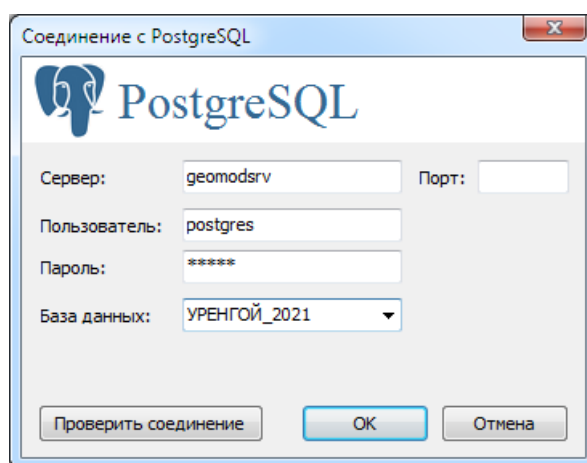 Соединение с PostgreSQL
PostgreSQL
Сервер: geomodsrv Порт:
Пользователь: postgres
Пароль: *****
База данных: УРЕНГОЙ_2021
Проверить соединение OK Отмена